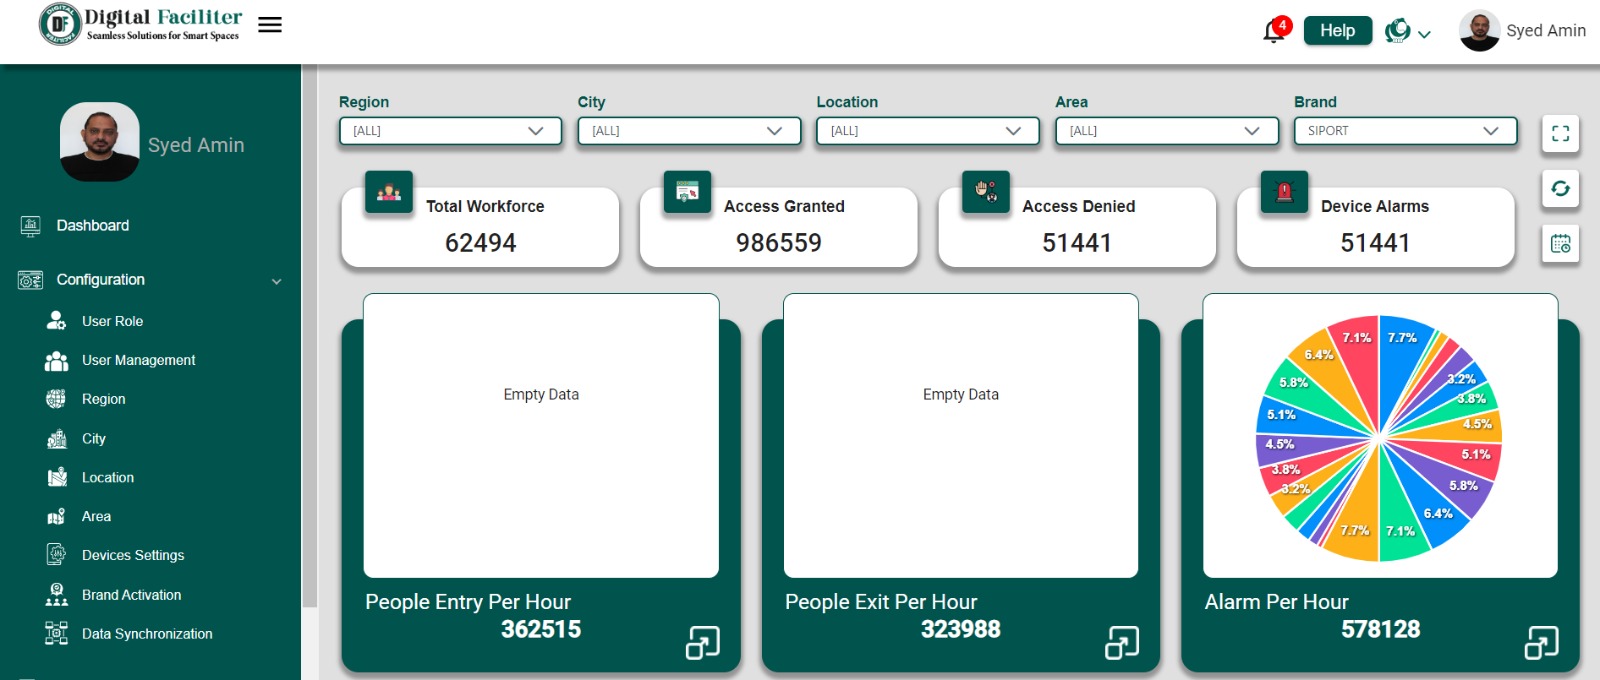 Digital Faciliter
Seamless Solutions for Smart Spaces
4
Help
Syed Amin
Syed Amin
Dashboard
Configuration
User Role
User Management
Region
City
Location
Area
Devices Settings
Brand Activation
Data Synchronization
Region
City
Location
Area
Brand
[ALL]
[ALL]
[ALL]
[ALL]
SIPORT
Total Workforce
62494
Access Granted
986559
Access Denied
51441
Device Alarms
51441
Empty Data
People Entry Per Hour
362515
Empty Data
People Exit Per Hour
323988
7.7%
3.2%
3.8%
4.5%
5.1%
5.8%
6.4%
7.1%
7.7%
3.2%
3.8%
4.5%
5.1%
5.8%
6.4%
7.1%
Alarm Per Hour
578128